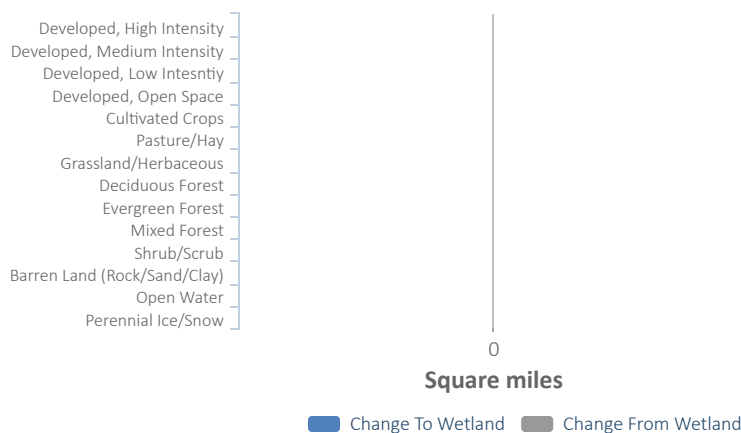 Developed, High Intensity
Developed, Medium Intensity
Developed, Low Intesntiy
Developed, Open Space
Cultivated Crops
Pasture/Hay
Grassland/Herbaceous
Deciduous Forest
Evergreen Forest
Mixed Forest
Shrub/Scrub
Barren Land (Rock/Sand/Clay)
Open Water
Perennial Ice/Snow
0
Square miles
Change To Wetland Change From Wetland